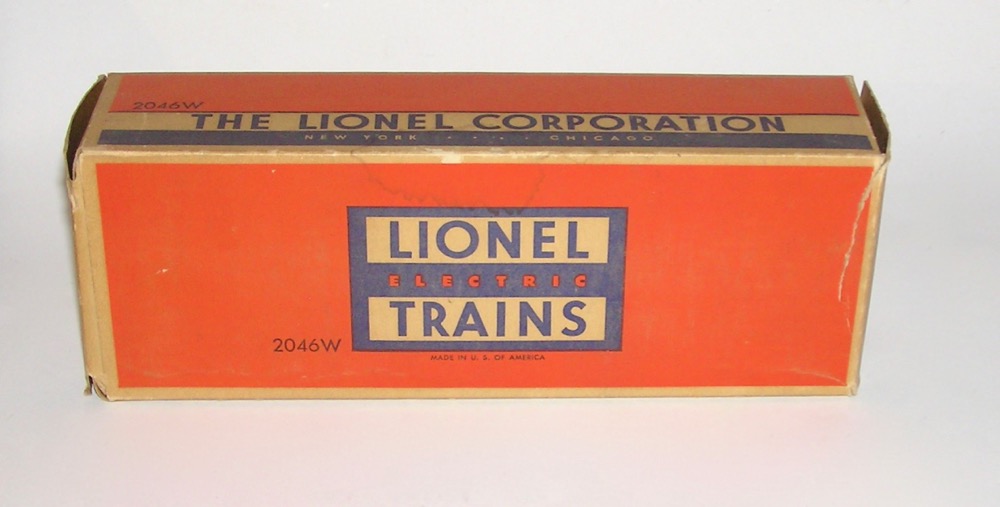 2046W
THE LIONEL CORPORATION
NEW YORK . . . . CHICAGO
LIONEL
ELECTRIC
TRAINS
2046W
MADE IN U. S. OF AMERICA